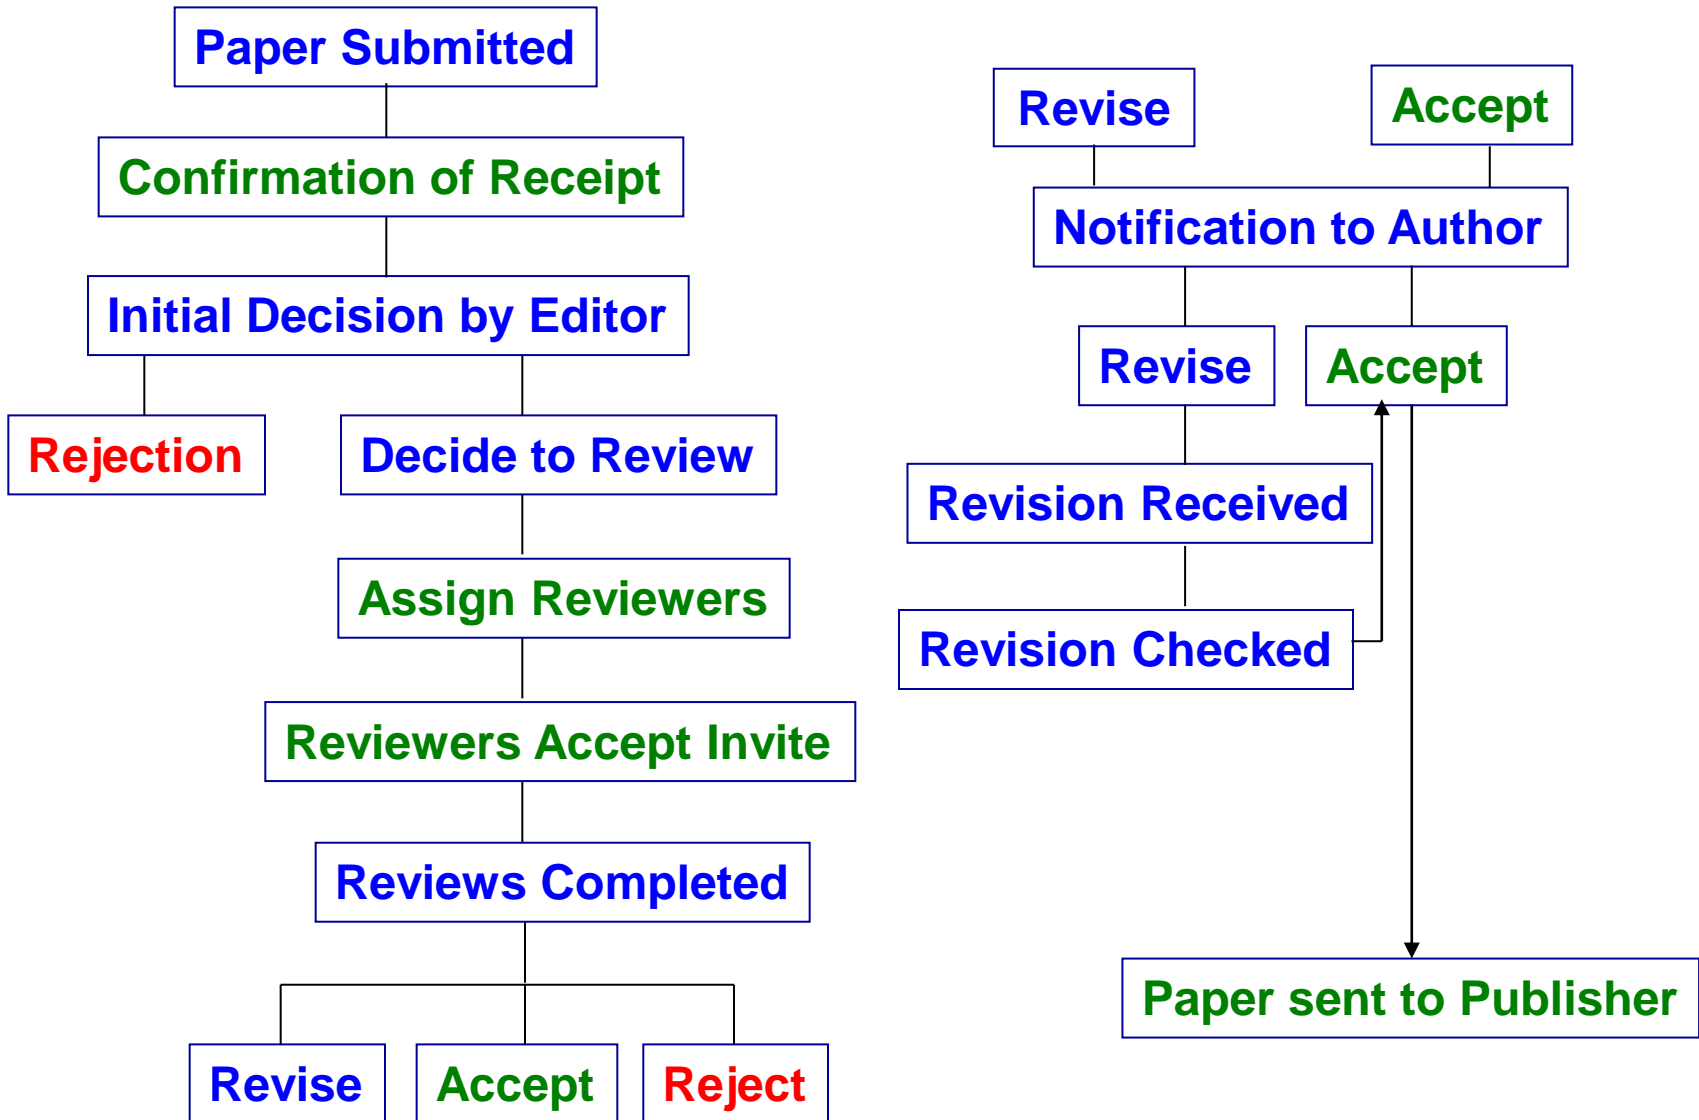 Paper Submitted
Confirmation of Receipt
Initial Decision by Editor
Rejection
Decide to Review
Assign Reviewers
Reviewers Accept Invite
Reviews Completed
Revise
Accept
Reject
Revise
Accept
Notification to Author
Revise
Accept
Revision Received
Revision Checked
Paper sent to Publisher